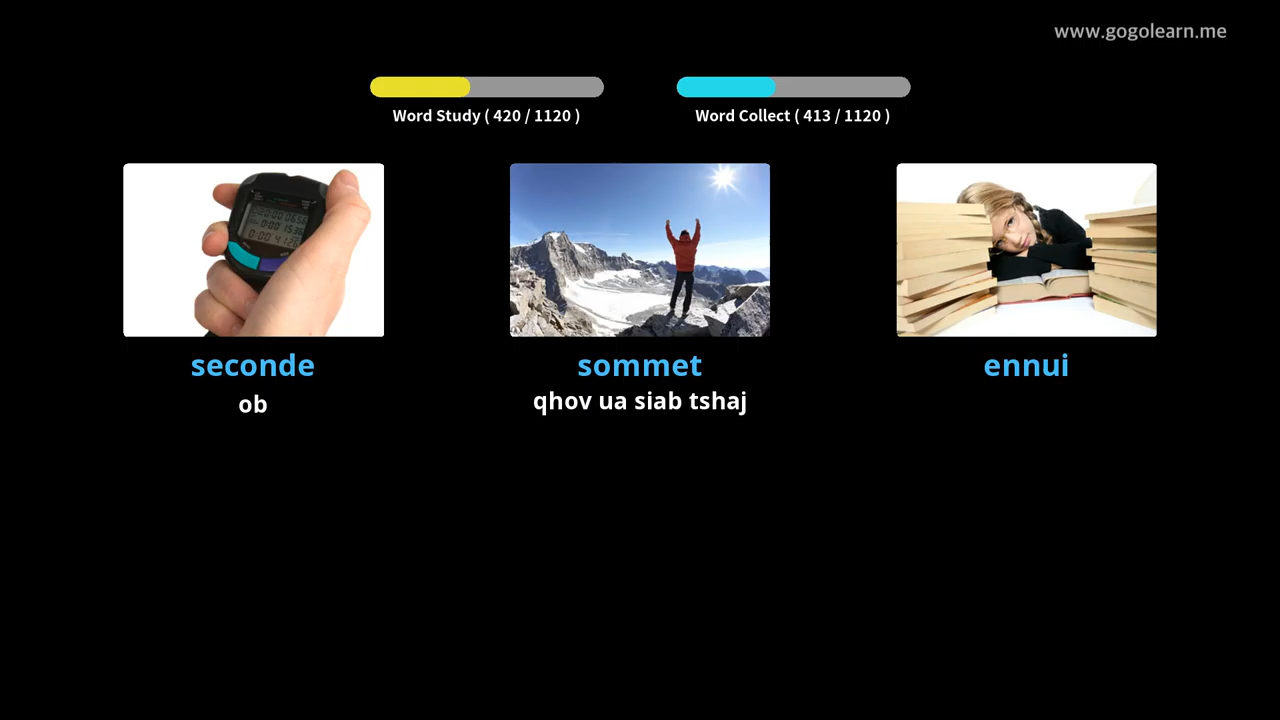 www.gogolearn.me
Word Study ( 420 / 1120 )
Word Collect ( 413 / 1120 )
seconde
sommet
ennui
ob
qhov ua siab tshaj